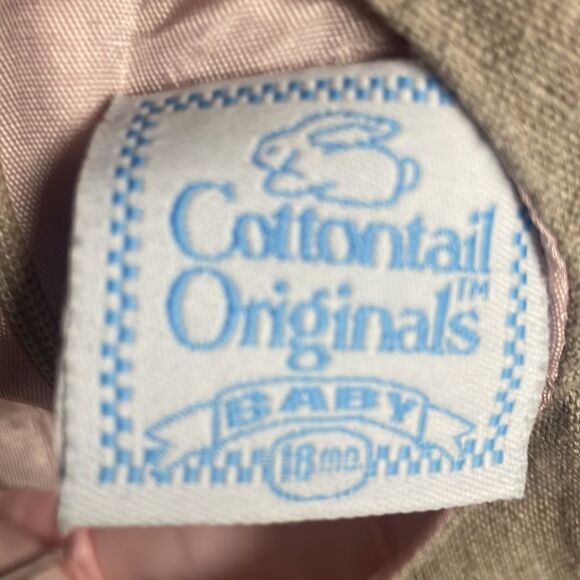 Cottontail
Originals™
BABY
18mo.